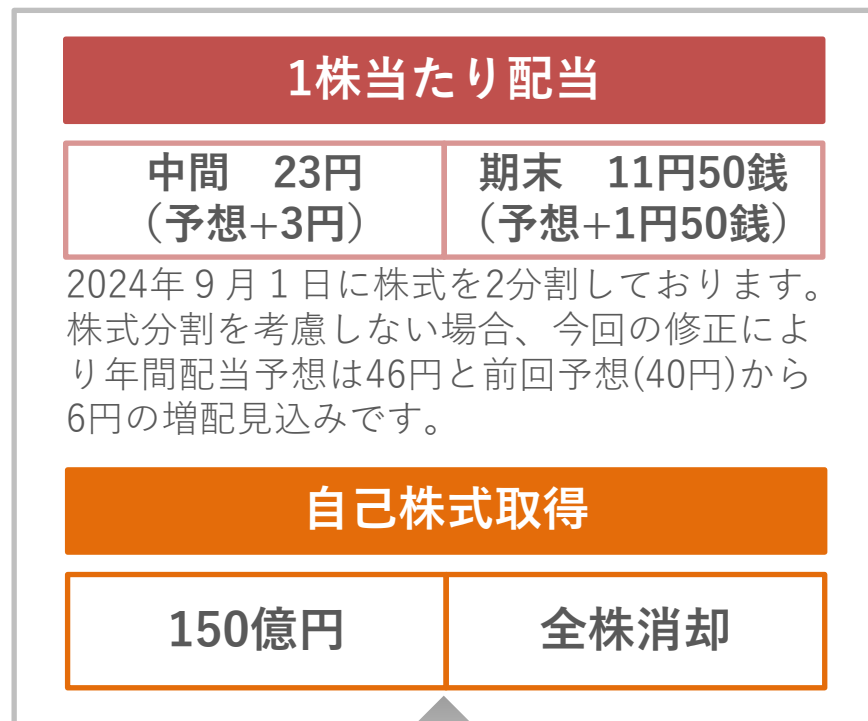 1株当たり配当
中間　23円
（予想+3円）
期末　11円50銭
（予想+1円50銭）
2024年９月１日に株式を2分割しております。
株式分割を考慮しない場合、今回の修正によ
り年間配当予想は46円と前回予想(40円)から
6円の増配見込みです。
自己株式取得
150億円
全株消却